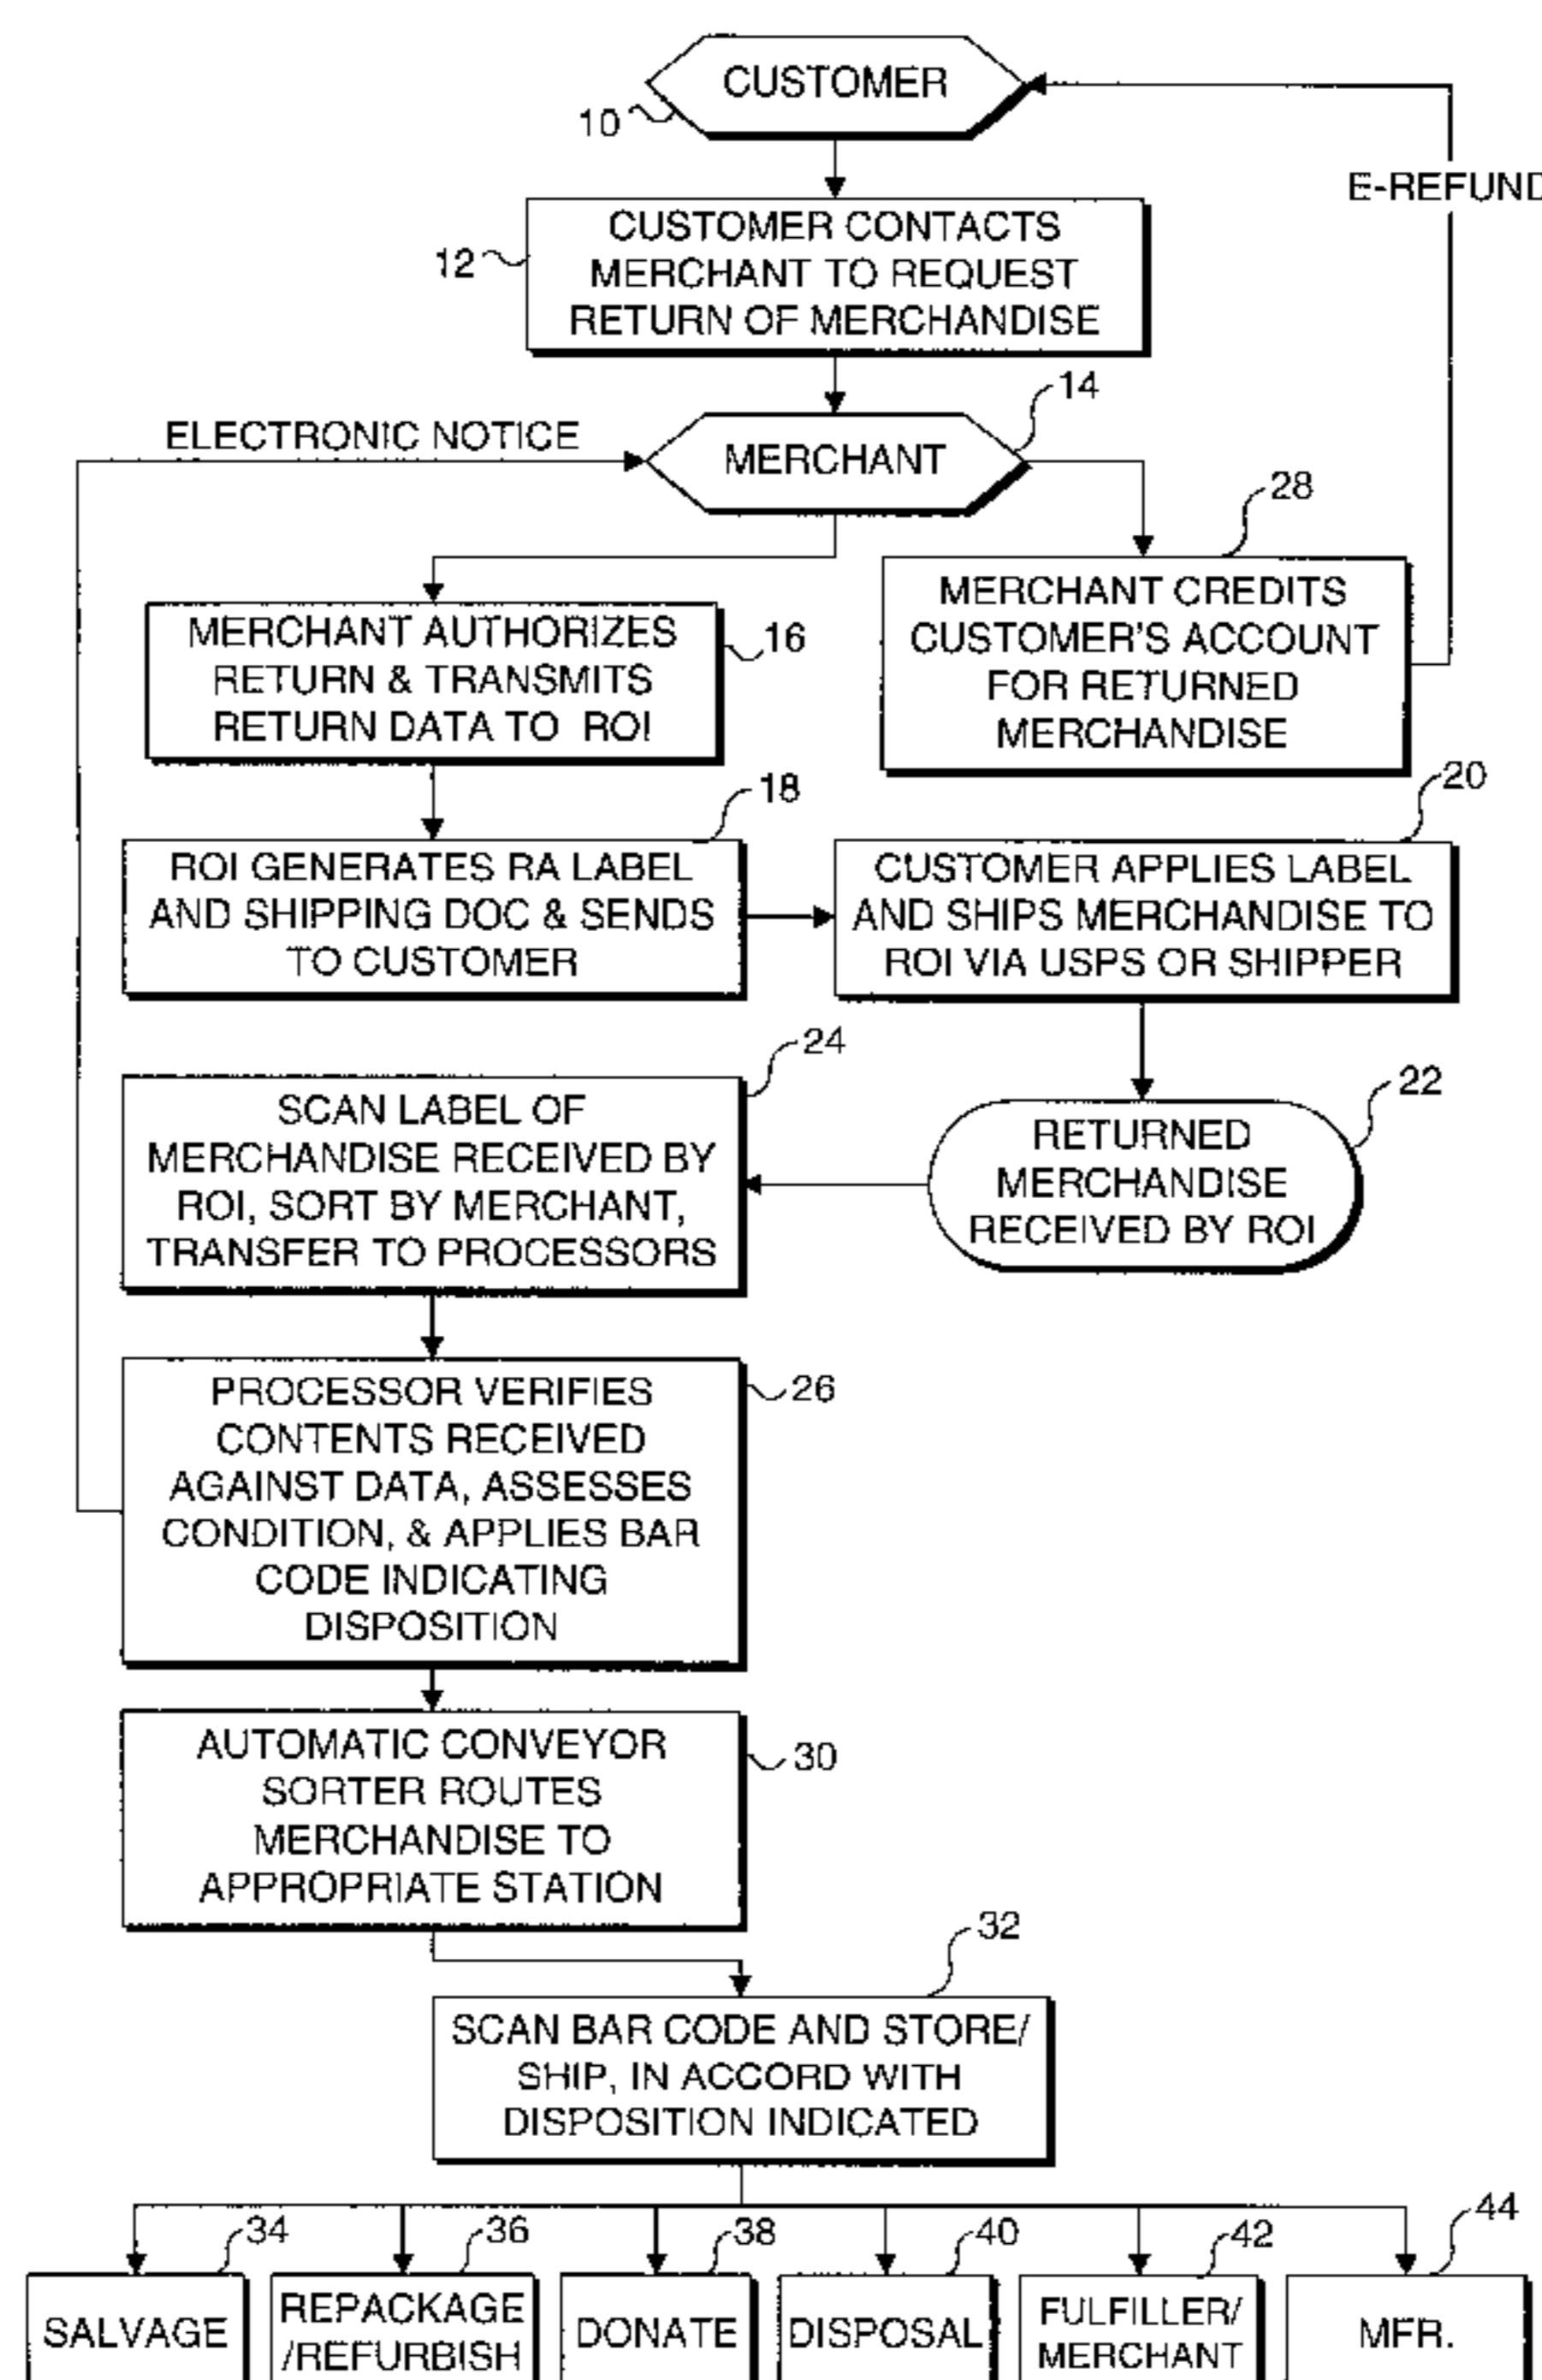 CUSTOMER
10
E-REFUND
CUSTOMER CONTACTS
MERCHANT TO REQUEST
RETURN OF MERCHANDISE
12
14
ELECTRONIC NOTICE
MERCHANT
28
MERCHANT AUTHORIZES
RETURN & TRANSMITS
RETURN DATA TO ROI
16
MERCHANT CREDITS
CUSTOMER'S ACCOUNT
FOR RETURNED
MERCHANDISE
18
20
ROI GENERATES RA LABEL
AND SHIPPING DOC & SENDS
TO CUSTOMER
CUSTOMER APPLIES LABEL
AND SHIPS MERCHANDISE TO
ROI VIA USPS OR SHIPPER
24
22
SCAN LABEL OF
MERCHANDISE RECEIVED BY
ROI, SORT BY MERCHANT,
TRANSFER TO PROCESSORS
RETURNED
MERCHANDISE
RECEIVED BY ROI
PROCESSOR VERIFIES
CONTENTS RECEIVED
AGAINST DATA, ASSESSES
CONDITION, & APPLIES BAR
CODE INDICATING
DISPOSITION
26
AUTOMATIC CONVEYOR
SORTER ROUTES
MERCHANDISE TO
APPROPRIATE STATION
30
32
SCAN BAR CODE AND STORE/
SHIP, IN ACCORD WITH
DISPOSITION INDICATED
34
36
38
40
42
44
SALVAGE
REPACKAGE
/REFURBISH
DONATE
DISPOSAL
FULFILLER/
MERCHANT
MFR.